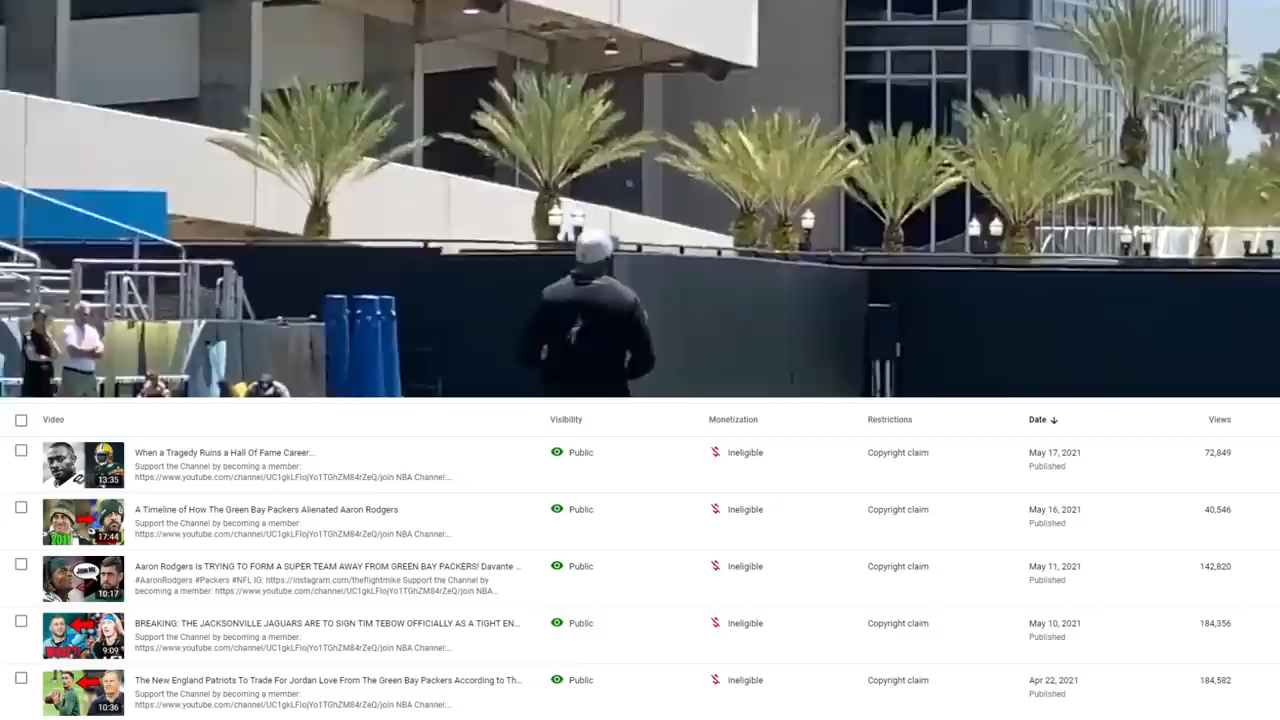 Video Visibility Monetization Restrictions Date Views
When a Tragedy Ruins a Hall Of Fame Career... Public Ineligible Copyright claim May 17, 2021 72,849
Support the Channel by becoming a member: Published
https://www.youtube.com/channel/UC1gkLFlojYo1TGhZM84rZeQ/join NBA Channel:...
13:35
A Timeline of How The Green Bay Packers Alienated Aaron Rodgers Public Ineligible Copyright claim May 16, 2021 40,546
Support the Channel by becoming a member: Published
https://www.youtube.com/channel/UC1gkLFlojYo1TGhZM84rZeQ/join NBA Channel:...
2011 17:44
Aaron Rodgers Is TRYING TO FORM A SUPER TEAM AWAY FROM GREEN BAY PACKERS! Davante ... Public Ineligible Copyright claim May 11, 2021 142,820
#AaronRodgers #Packers #NFL IG: https://instagram.com/theflightmike Support the Channel by Published
becoming a member: https://www.youtube.com/channel/UC1gkLFlojYo1TGhZM84rZeQ/join NBA...
JOIN ME 10:17
BREAKING: THE JACKSONVILLE JAGUARS ARE TO SIGN TIM TEBOW OFFICIALLY AS A TIGHT EN... Public Ineligible Copyright claim May 10, 2021 184,356
Support the Channel by becoming a member: Published
https://www.youtube.com/channel/UC1gkLFlojYo1TGhZM84rZeQ/join NBA Channel:...
WHAT?! 9:09
The New England Patriots To Trade For Jordan Love From The Green Bay Packers According to Th... Public Ineligible Copyright claim Apr 22, 2021 184,582
Support the Channel by becoming a member: Published
https://www.youtube.com/channel/UC1gkLFlojYo1TGhZM84rZeQ/join NBA Channel:...
10:36